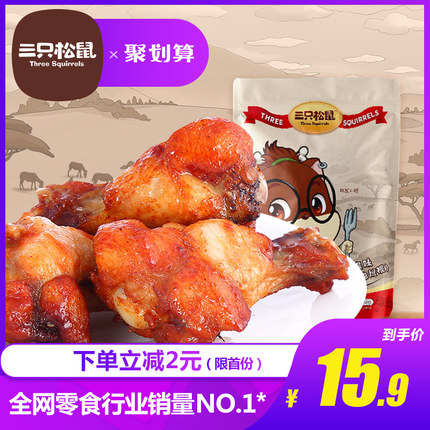 三只松鼠 × 聚划算
Three Squirrels
三只松鼠
Three Squirrels
THREE SQUIRRELS
下单立减2元(限首份)
到手价
全网零食行业销量NO.1*
¥15.9